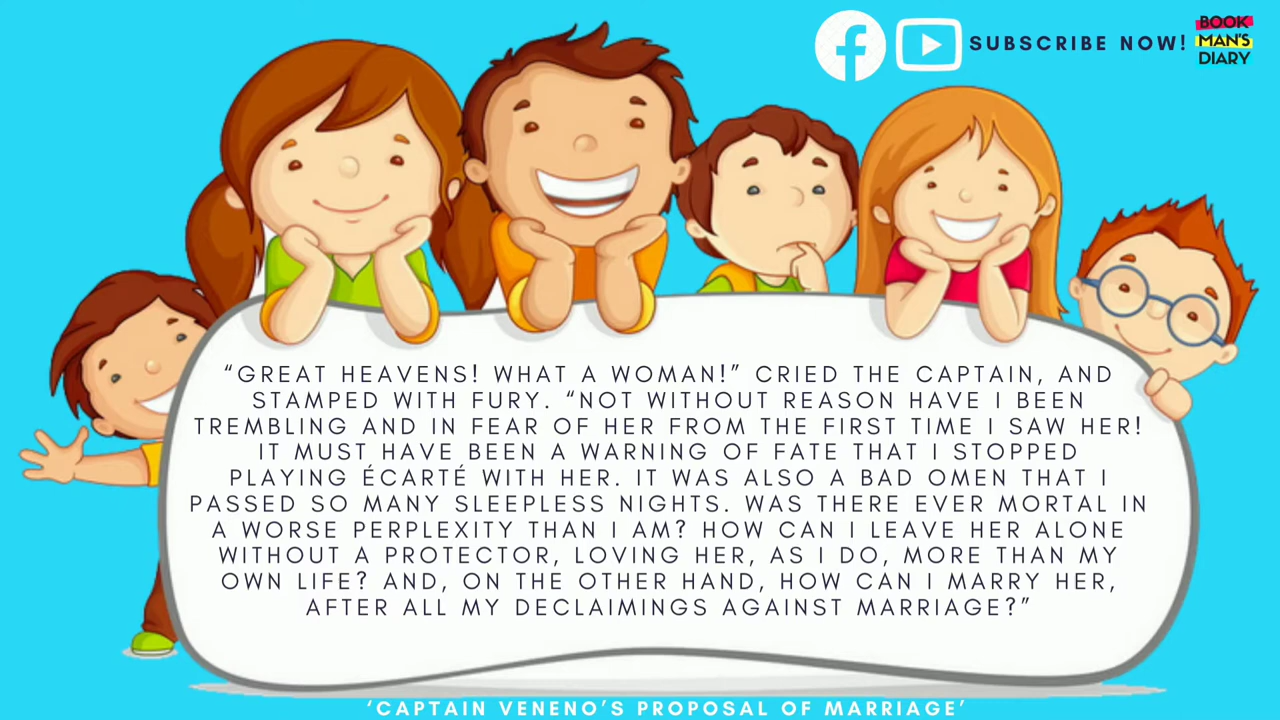 SUBSCRIBE NOW!
BOOK
MAN'S
DIARY
“GREAT HEAVENS! WHAT A WOMAN!” CRIED THE CAPTAIN, AND
STAMPED WITH FURY. “NOT WITHOUT REASON HAVE I BEEN
TREMBLING AND IN FEAR OF HER FROM THE FIRST TIME I SAW HER!
IT MUST HAVE BEEN A WARNING OF FATE THAT I STOPPED
PLAYING ÉCARTÉ WITH HER. IT WAS ALSO A BAD OMEN THAT I
PASSED SO MANY SLEEPLESS NIGHTS. WAS THERE EVER MORTAL IN
A WORSE PERPLEXITY THAN I AM? HOW CAN I LEAVE HER ALONE
WITHOUT A PROTECTOR, LOVING HER, AS I DO, MORE THAN MY
OWN LIFE? AND, ON THE OTHER HAND, HOW CAN I MARRY HER,
AFTER ALL MY DECLAIMINGS AGAINST MARRIAGE?”
‘CAPTAIN VENENO’S PROPOSAL OF MARRIAGE’